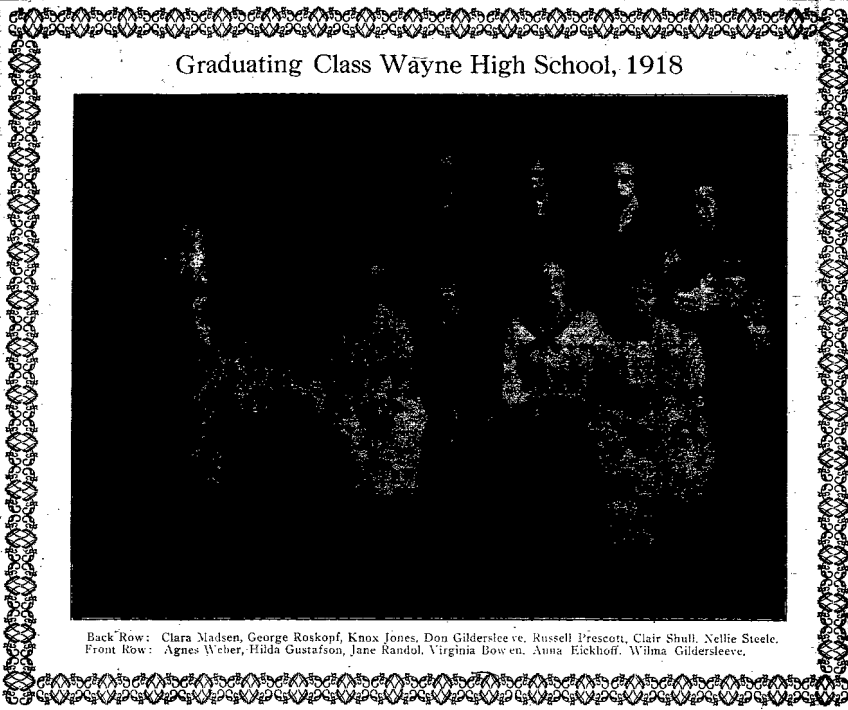 Graduating Class Wayne High School, 1918
Back Row: Clara Madsen, George Roskopf, Knox Jones, Don Gildersleeve, Russell Prescott, Clair Shull, Nellie Steele.
Front Row: Agnes Weber, Hilda Gustafson, Jane Randol, Virginia Bowen, Anna Eickhoff, Wilma Gildersleeve.